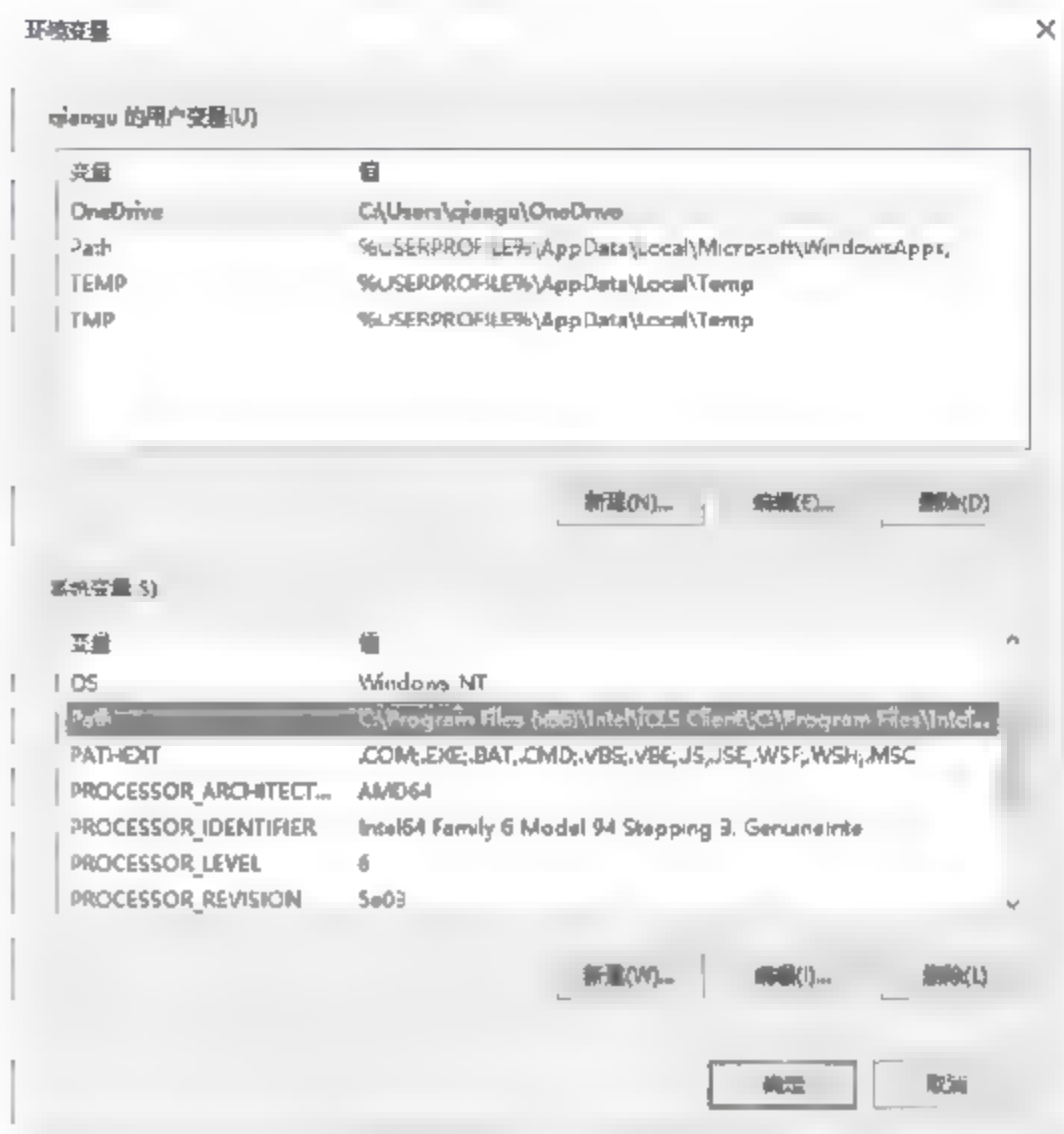 环境变量
qiangu 的用户变量(U)
变量 值
OneDrive C:\Users\qiangu\OneDrive
Path %USERPROFILE%\AppData\Local\Microsoft\WindowsApps;
TEMP %USERPROFILE%\AppData\Local\Temp
TMP %USERPROFILE%\AppData\Local\Temp
新建(N)... 编辑(E)... 删除(D)
系统变量(S)
变量 值
OS Windows_NT
Path C:\Program Files (x86)\Intel\iCLS Client\;C:\Program Files\Intel...
PATHEXT .COM;.EXE;.BAT;.CMD;.VBS;.VBE;.JS;.JSE;.WSF;.WSH;.MSC
PROCESSOR_ARCHITECT... AMD64
PROCESSOR_IDENTIFIER Intel64 Family 6 Model 94 Stepping 3, GenuineInte
PROCESSOR_LEVEL 6
PROCESSOR_REVISION 5e03
新建(W)... 编辑(I)... 删除(L)
确定 取消